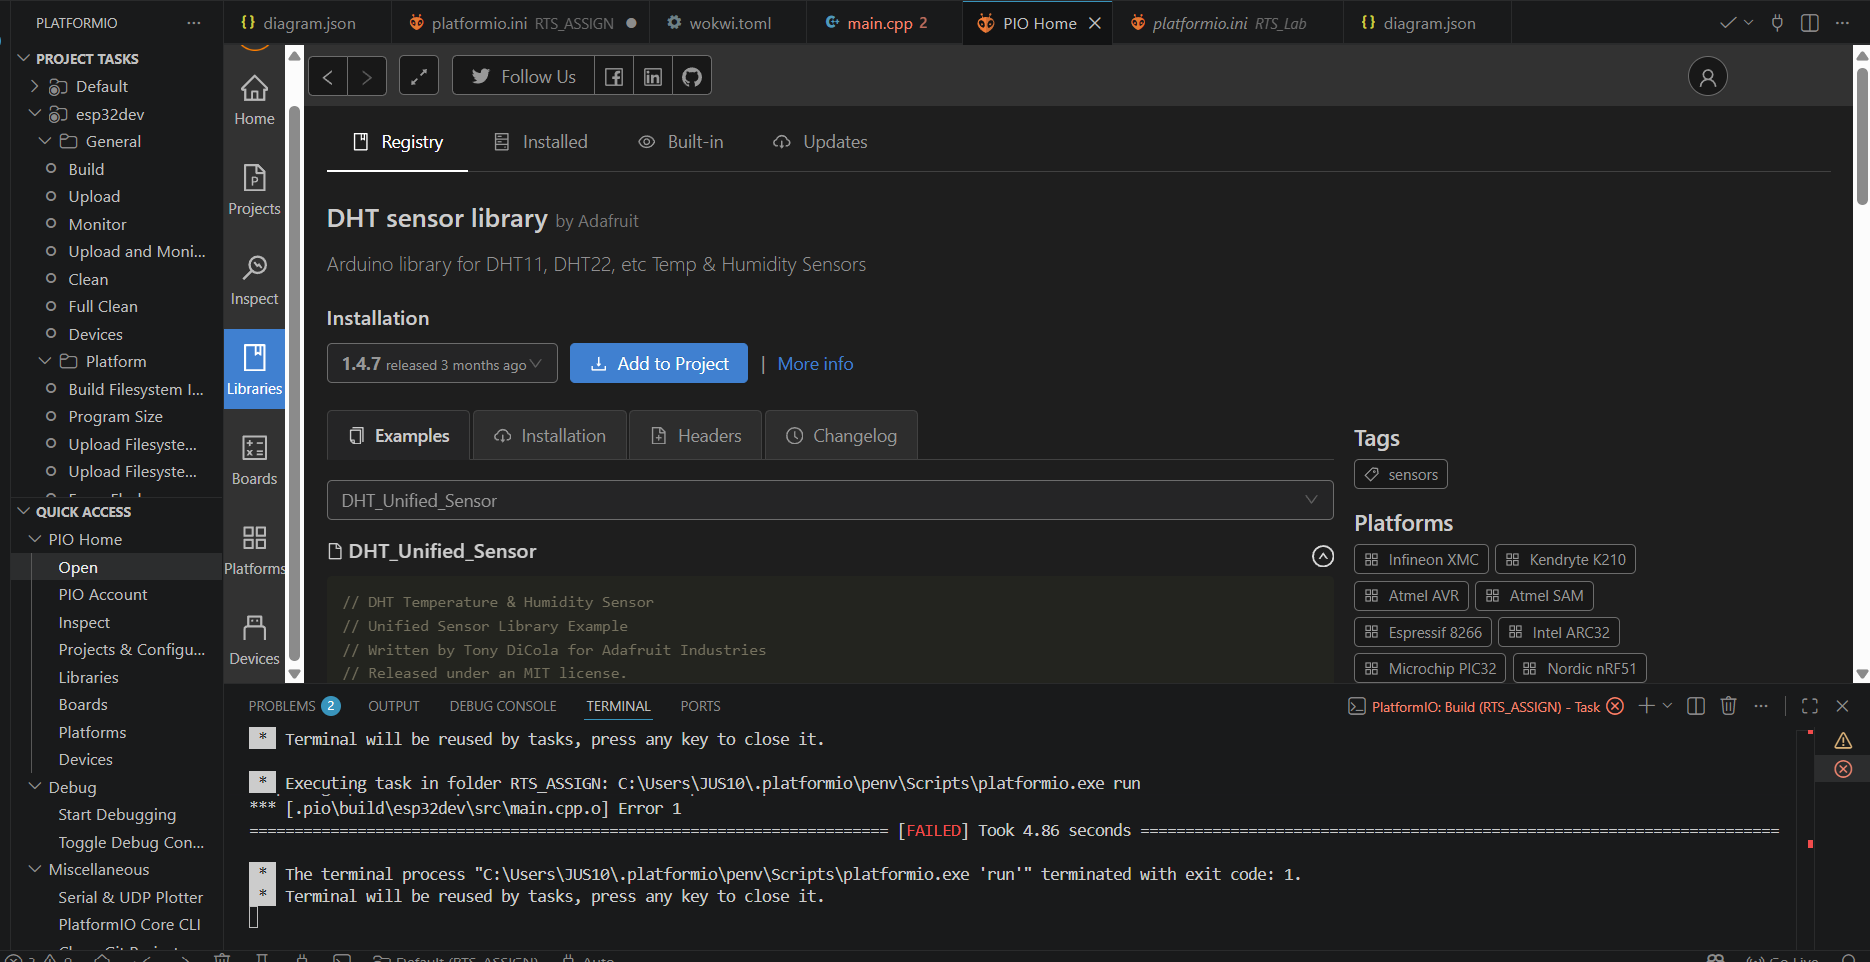 PLATFORMIO
diagram.json
platformio.ini RTS_ASSIGN
wokwi.toml
main.cpp 2
PIO Home
platformio.ini RTS_Lab
diagram.json
PROJECT TASKS
Default
esp32dev
General
Build
Upload
Monitor
Upload and Moni...
Clean
Full Clean
Devices
Platform
Build Filesystem I...
Program Size
Upload Filesyste...
Upload Filesyste...
QUICK ACCESS
PIO Home
Open
PIO Account
Inspect
Projects & Configu...
Libraries
Boards
Platforms
Devices
Debug
Start Debugging
Toggle Debug Con...
Miscellaneous
Serial & UDP Plotter
PlatformIO Core CLI
Home
Projects
Inspect
Libraries
Boards
Platforms
Devices
Follow Us
Registry
Installed
Built-in
Updates
DHT sensor library by Adafruit
Arduino library for DHT11, DHT22, etc Temp & Humidity Sensors
Installation
1.4.7 released 3 months ago
Add to Project
| More info
Examples
Installation
Headers
Changelog
DHT_Unified_Sensor
DHT_Unified_Sensor
// DHT Temperature & Humidity Sensor
// Unified Sensor Library Example
// Written by Tony DiCola for Adafruit Industries
// Released under an MIT license.
Tags
sensors
Platforms
Infineon XMC
Kendryte K210
Atmel AVR
Atmel SAM
Espressif 8266
Intel ARC32
Microchip PIC32
Nordic nRF51
PROBLEMS 2
OUTPUT
DEBUG CONSOLE
TERMINAL
PORTS
PlatformIO: Build (RTS_ASSIGN) - Task
* Terminal will be reused by tasks, press any key to close it.
* Executing task in folder RTS_ASSIGN: C:\Users\JUS10\.platformio\penv\Scripts\platformio.exe run
*** [.pio\build\esp32dev\src\main.cpp.o] Error 1
======================================================================= [FAILED] Took 4.86 seconds =======================================================================
* The terminal process "C:\Users\JUS10\.platformio\penv\Scripts\platformio.exe 'run'" terminated with exit code: 1.
* Terminal will be reused by tasks, press any key to close it.
Default (RTS_ASSIGN)
Auto
Go Live